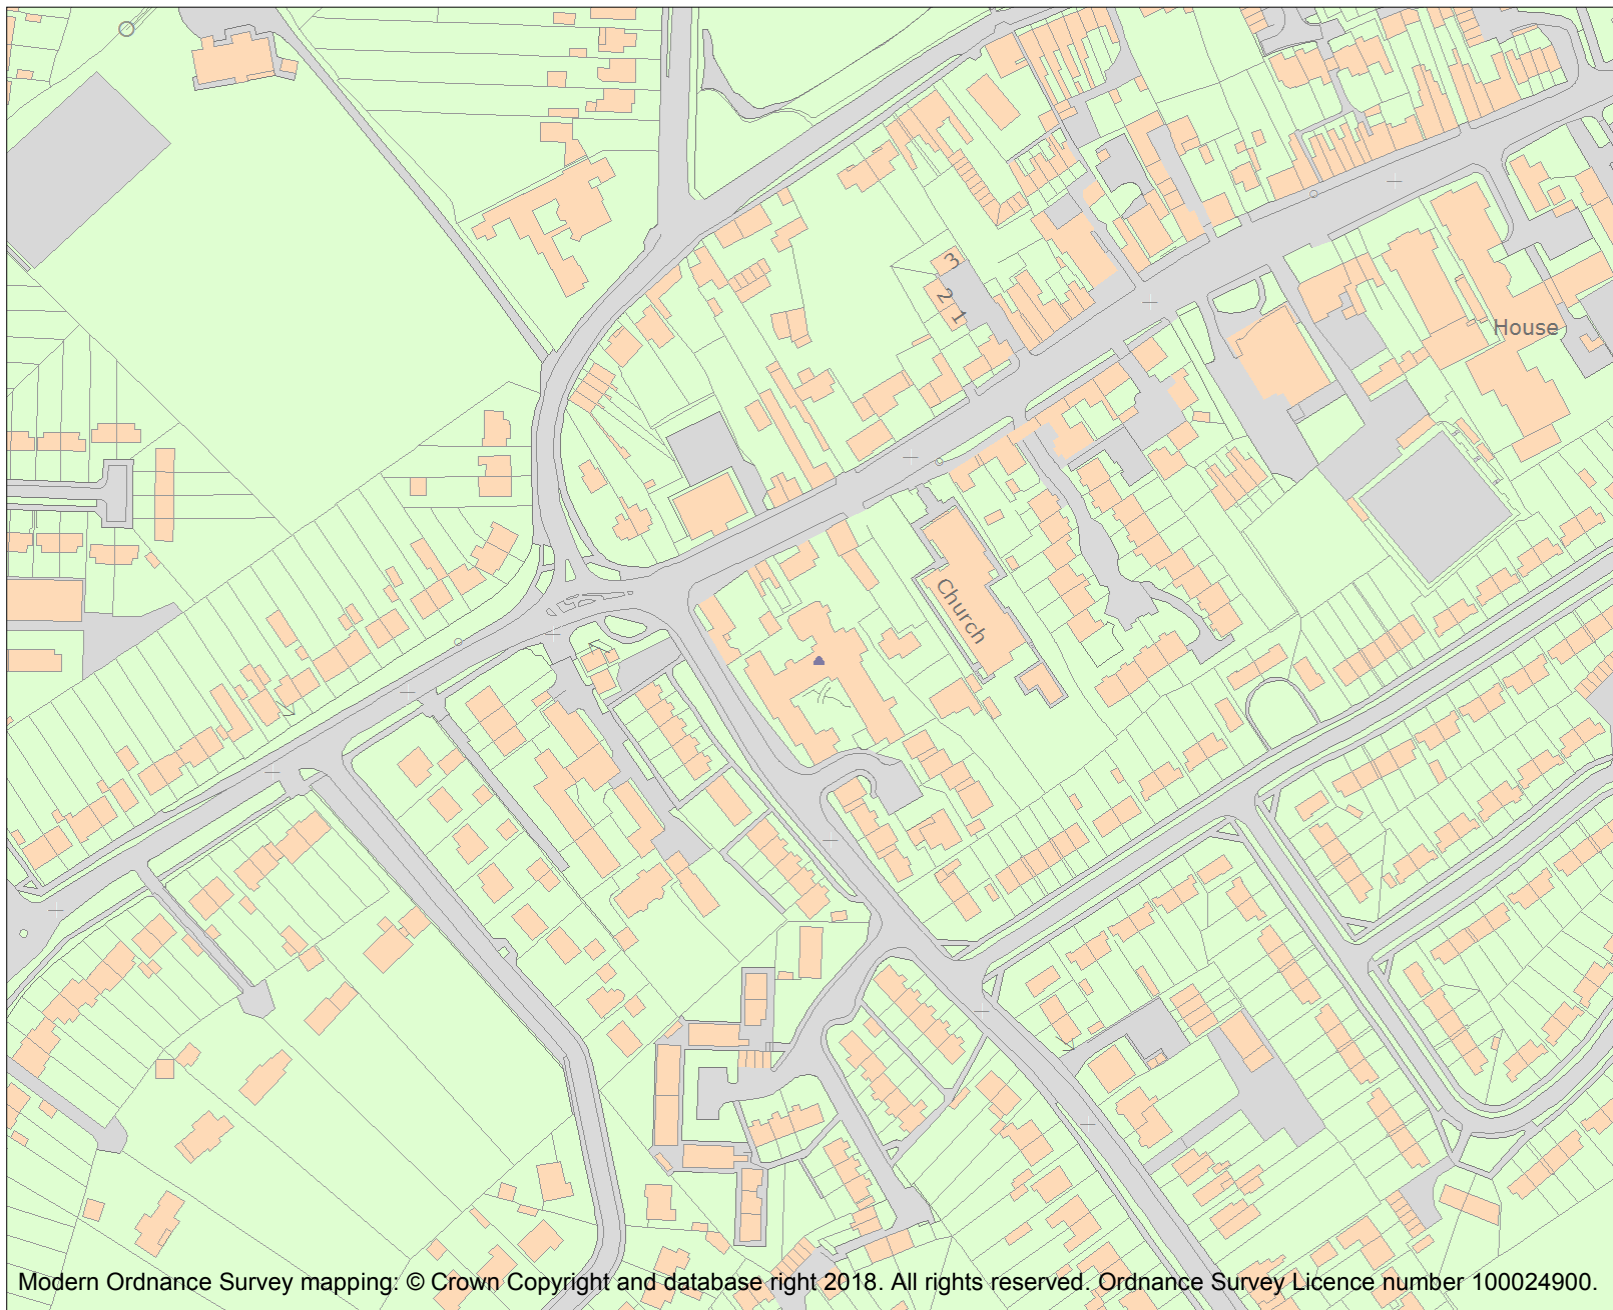 3
2
1
House
Church
Modern Ordnance Survey mapping: © Crown Copyright and database right 2018. All rights reserved. Ordnance Survey Licence number 100024900.